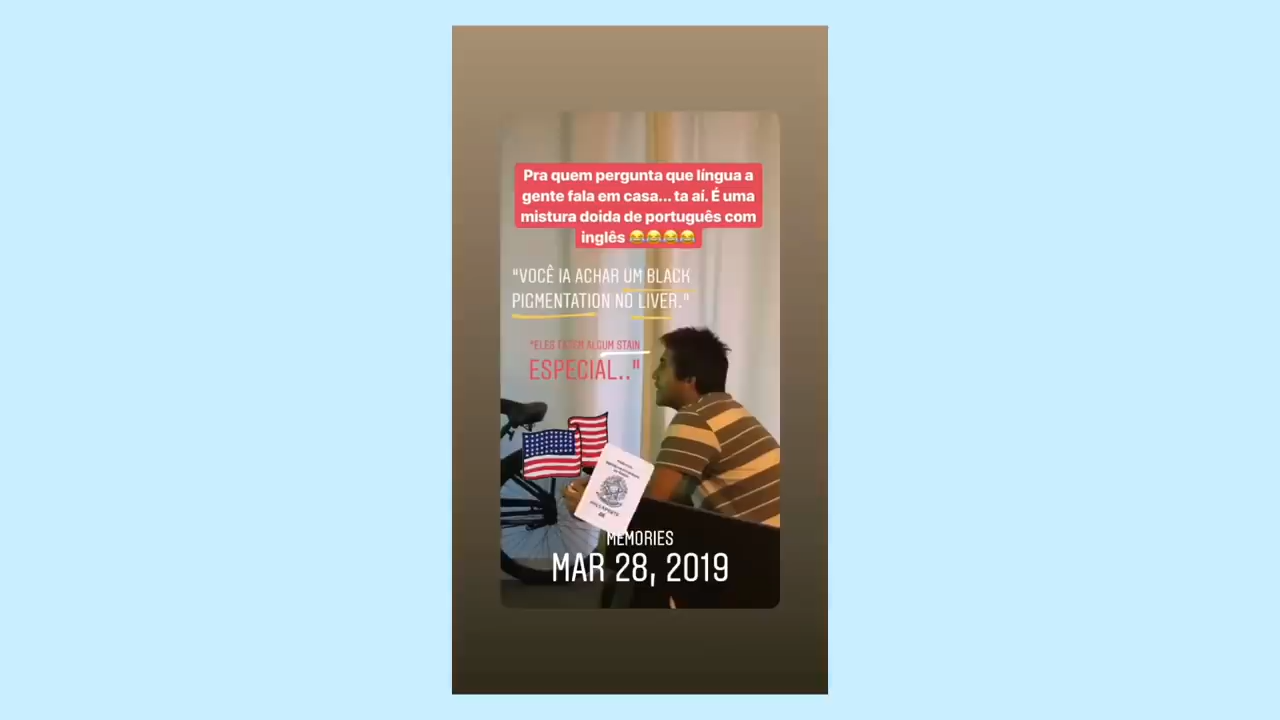 Pra quem pergunta que língua a
gente fala em casa... ta aí. É uma
mistura doida de português com
inglês 😂😂😂😂
"VOCÊ IA ACHAR UM BLACK
PIGMENTATION NO LIVER."
"ELES FAZEM ALGUM STAIN
ESPECIAL.."
MEMORIES
MAR 28, 2019